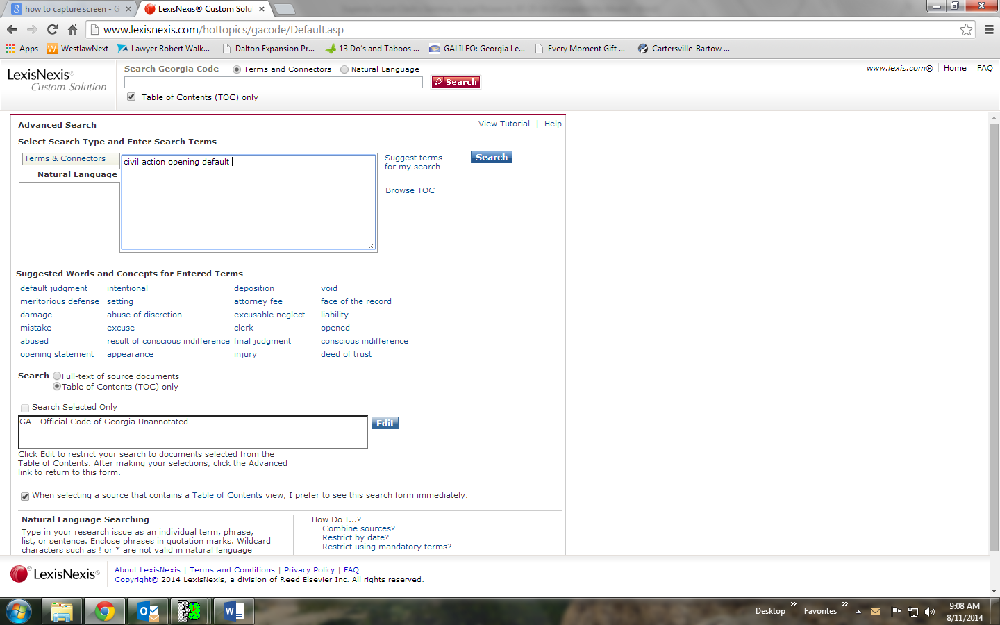 how to capture screen - G
LexisNexis® Custom Solut
www.lexisnexis.com/hottopics/gacode/Default.asp
Apps
WestlawNext
Lawyer Robert Walk...
Dalton Expansion Pr...
13 Do's and Taboos ...
GALILEO: Georgia Le...
Every Moment Gift ...
Cartersville-Bartow ...
LexisNexis®
Custom Solution
Search Georgia Code
Terms and Connectors
Natural Language
Search
Table of Contents (TOC) only
www.lexis.com® | Home | FAQ
Advanced Search
View Tutorial | Help
Select Search Type and Enter Search Terms
Terms & Connectors
Natural Language
civil action opening default
Suggest terms
for my search
Browse TOC
Search
Suggested Words and Concepts for Entered Terms
default judgment intentional deposition void
meritorious defense setting attorney fee face of the record
damage abuse of discretion excusable neglect liability
mistake excuse clerk opened
abused result of conscious indifference final judgment conscious indifference
opening statement appearance injury deed of trust
Search Full-text of source documents
Table of Contents (TOC) only
Search Selected Only
GA - Official Code of Georgia Unannotated
Edit
Click Edit to restrict your search to documents selected from the
Table of Contents. After making your selections, click the Advanced
link to return to this form.
When selecting a source that contains a Table of Contents view, I prefer to see this search form immediately.
Natural Language Searching
Type in your research issue as an individual term, phrase,
list, or sentence. Enclose phrases in quotation marks. Wildcard
characters such as ! or * are not valid in natural language
How Do I...?
Combine sources?
Restrict by date?
Restrict using mandatory terms?
LexisNexis®
About LexisNexis | Terms and Conditions | Privacy Policy | FAQ
Copyright© 2014 LexisNexis, a division of Reed Elsevier Inc. All rights reserved.
Desktop
Favorites
9:08 AM
8/11/2014